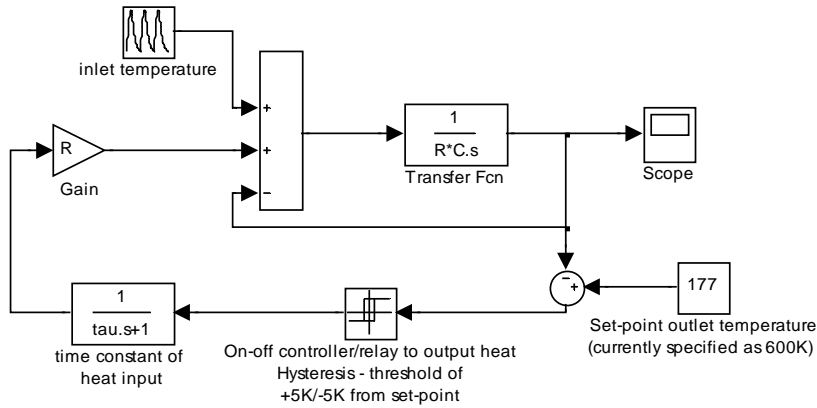 inlet temperature
+
+
−
R
Gain
1
R*C.s
Transfer Fcn
Scope
−
+
177
Set-point outlet temperature
(currently specified as 600K)
1
tau.s+1
time constant of
heat input
On-off controller/relay to output heat
Hysteresis - threshold of
+5K/-5K from set-point